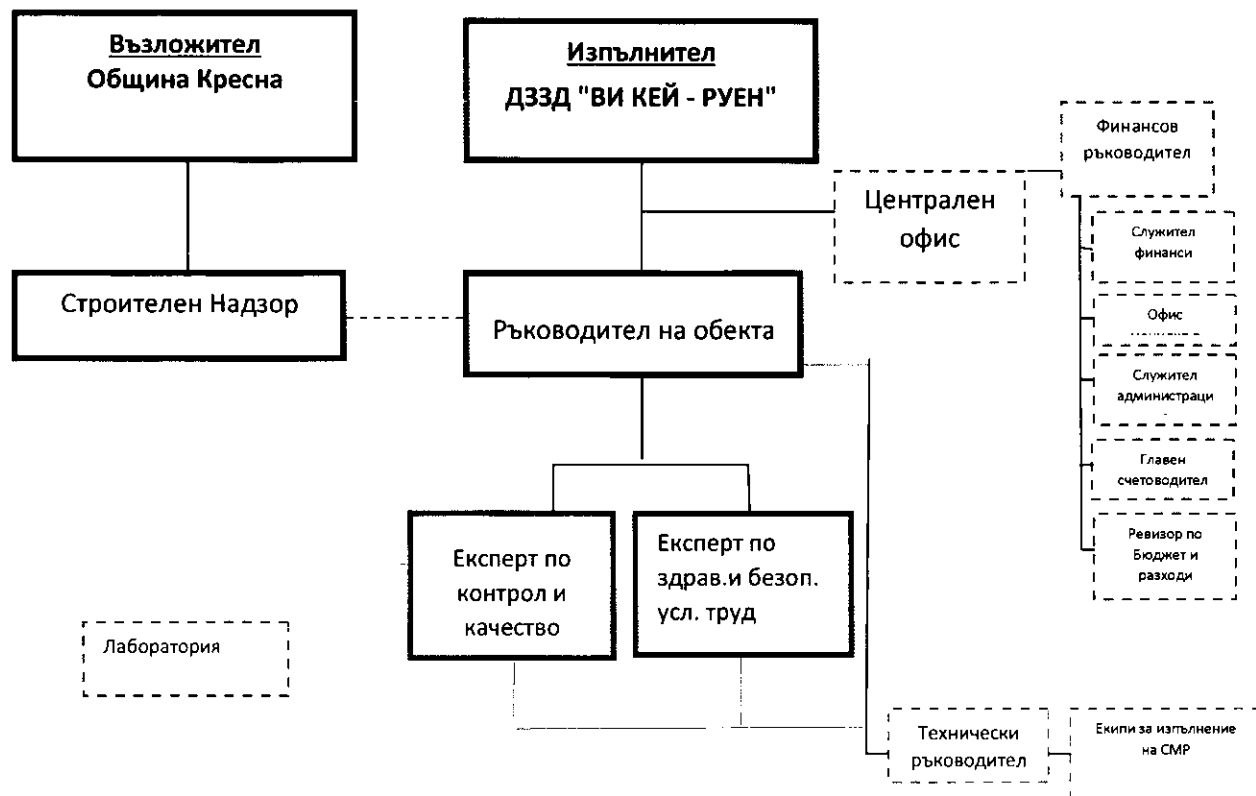 Възложител
Община Кресна
Изпълнител
ДЗЗД "ВИ КЕЙ - РУЕН"
Финансов
ръководител
Централен
офис
Служител
финанси
Офис
Служител
администраци
Главен
счетоводител
Ревизор по
Бюджет и
разходи
Строителен Надзор
Ръководител на обекта
Експерт по
контрол и
качество
Експерт по
здрав.и безоп.
усл. труд
Лаборатория
Технически
ръководител
Екипи за изпълнение
на СМР